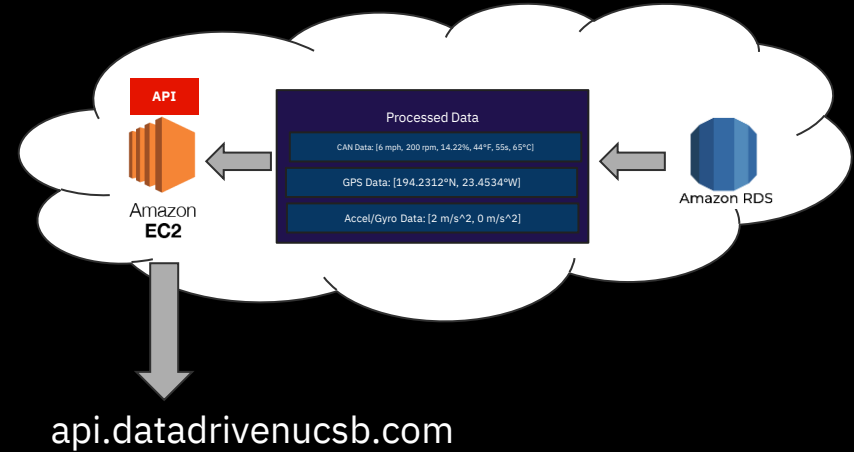 API
Amazon
EC2
Processed Data
CAN Data: [6 mph, 200 rpm, 14.22%, 44°F, 55s, 65°C]
GPS Data: [194.2312°N, 23.4534°W]
Accel/Gyro Data: [2 m/s^2, 0 m/s^2]
Amazon RDS
api.datadrivenucsb.com